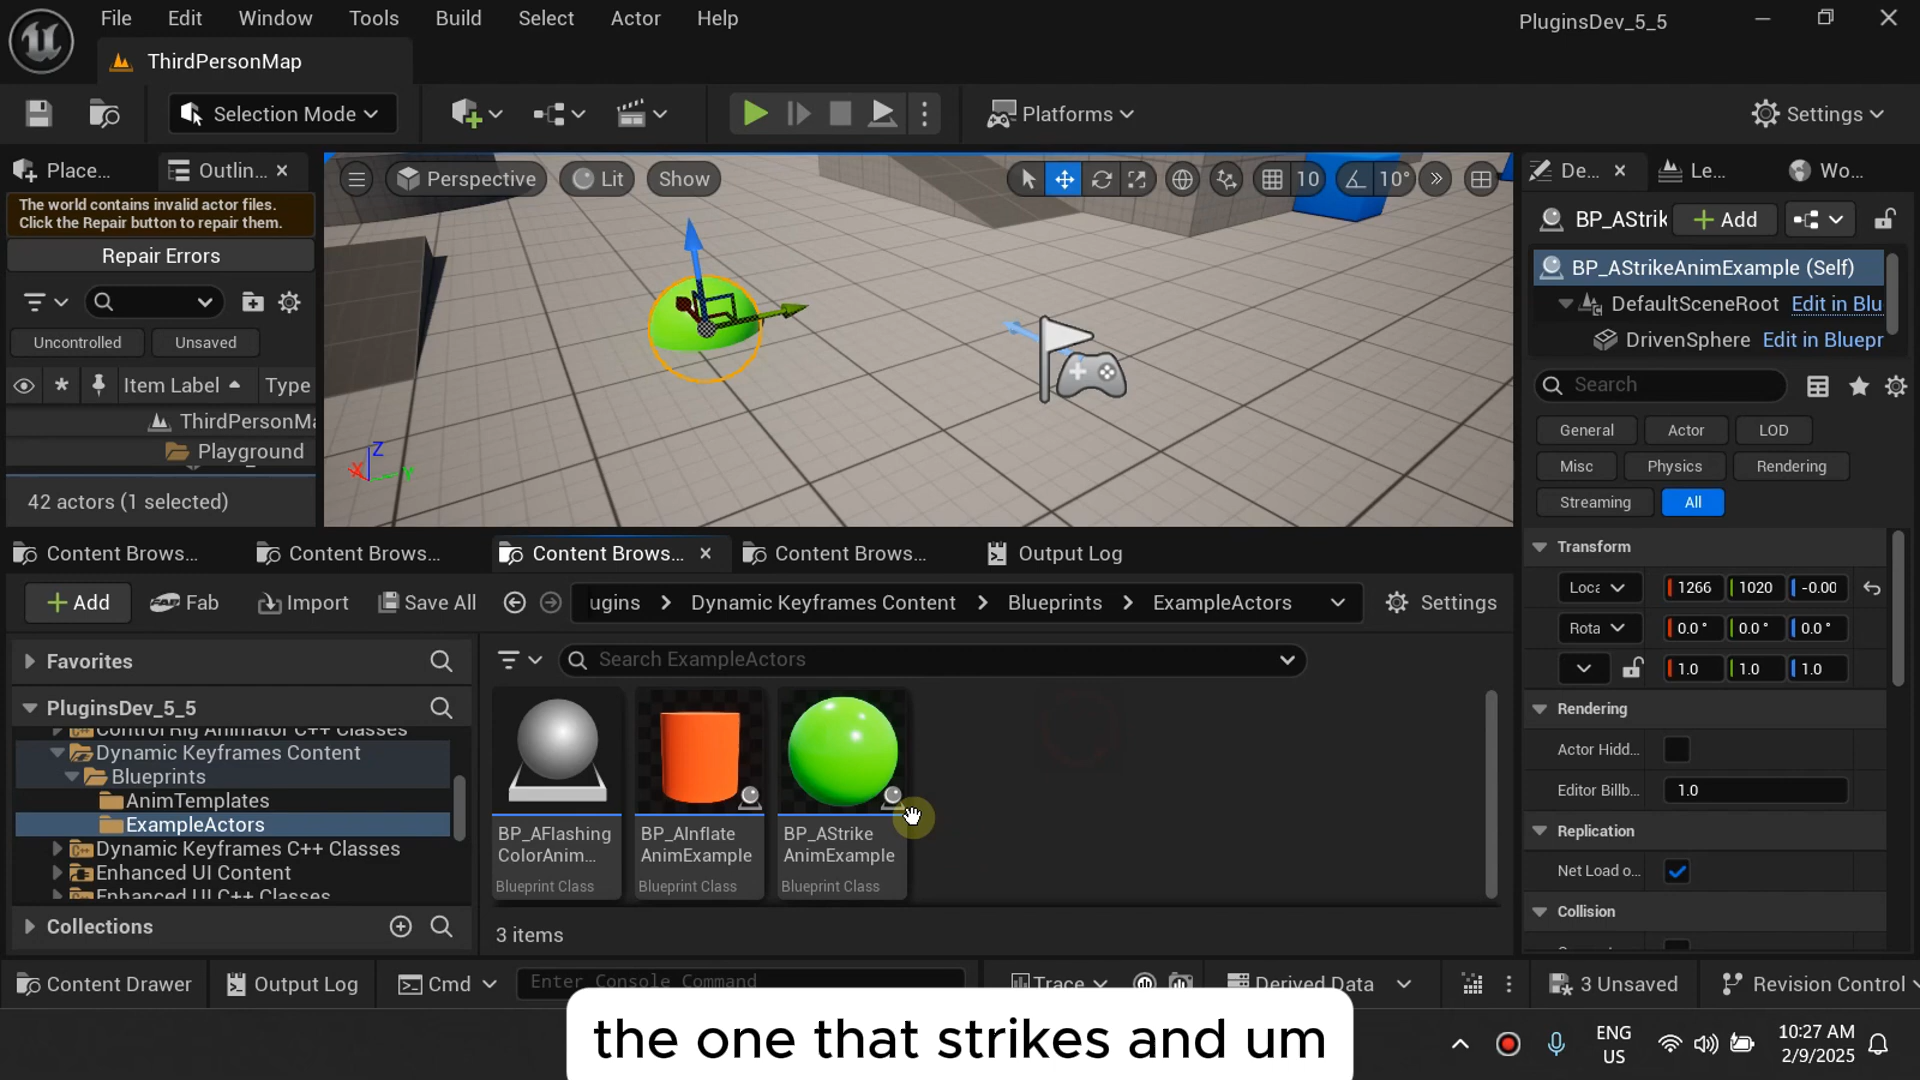 File Edit Window Tools Build Select Actor Help
PluginsDev_5_5
ThirdPersonMap
Selection Mode
Platforms
Settings
Place...
Outlin...
Perspective
Lit
Show
10
10°
De...
Le...
Wo...
The world contains invalid actor files.
Click the Repair button to repair them.
Repair Errors
Uncontrolled
Unsaved
Item Label
Type
ThirdPersonMa
Playground
42 actors (1 selected)
Z
X
Y
BP_AStrik
Add
BP_AStrikeAnimExample (Self)
DefaultSceneRoot
Edit in Blu
DrivenSphere
Edit in Bluepr
Search
General
Actor
LOD
Misc
Physics
Rendering
Streaming
All
Transform
Loca
1266
1020
-0.00
Rota
0.0 °
0.0 °
0.0 °
1.0
1.0
1.0
Rendering
Actor Hidd...
Editor Billb...
1.0
Replication
Net Load o...
Collision
Content Brows...
Content Brows...
Content Brows...
Content Brows...
Output Log
Add
Fab
Import
Save All
ugins
Dynamic Keyframes Content
Blueprints
ExampleActors
Settings
Favorites
PluginsDev_5_5
Control Rig Animator C++ Classes
Dynamic Keyframes Content
Blueprints
AnimTemplates
ExampleActors
Dynamic Keyframes C++ Classes
Enhanced UI Content
Enhanced UI C++ Classes
Collections
Search ExampleActors
BP_AFlashing
ColorAnim...
Blueprint Class
BP_AInflate
AnimExample
Blueprint Class
BP_AStrike
AnimExample
Blueprint Class
3 items
Content Drawer
Output Log
Cmd
Enter Console Command
Trace
Derived Data
3 Unsaved
Revision Control
the one that strikes and um
ENG
US
10:27 AM
2/9/2025